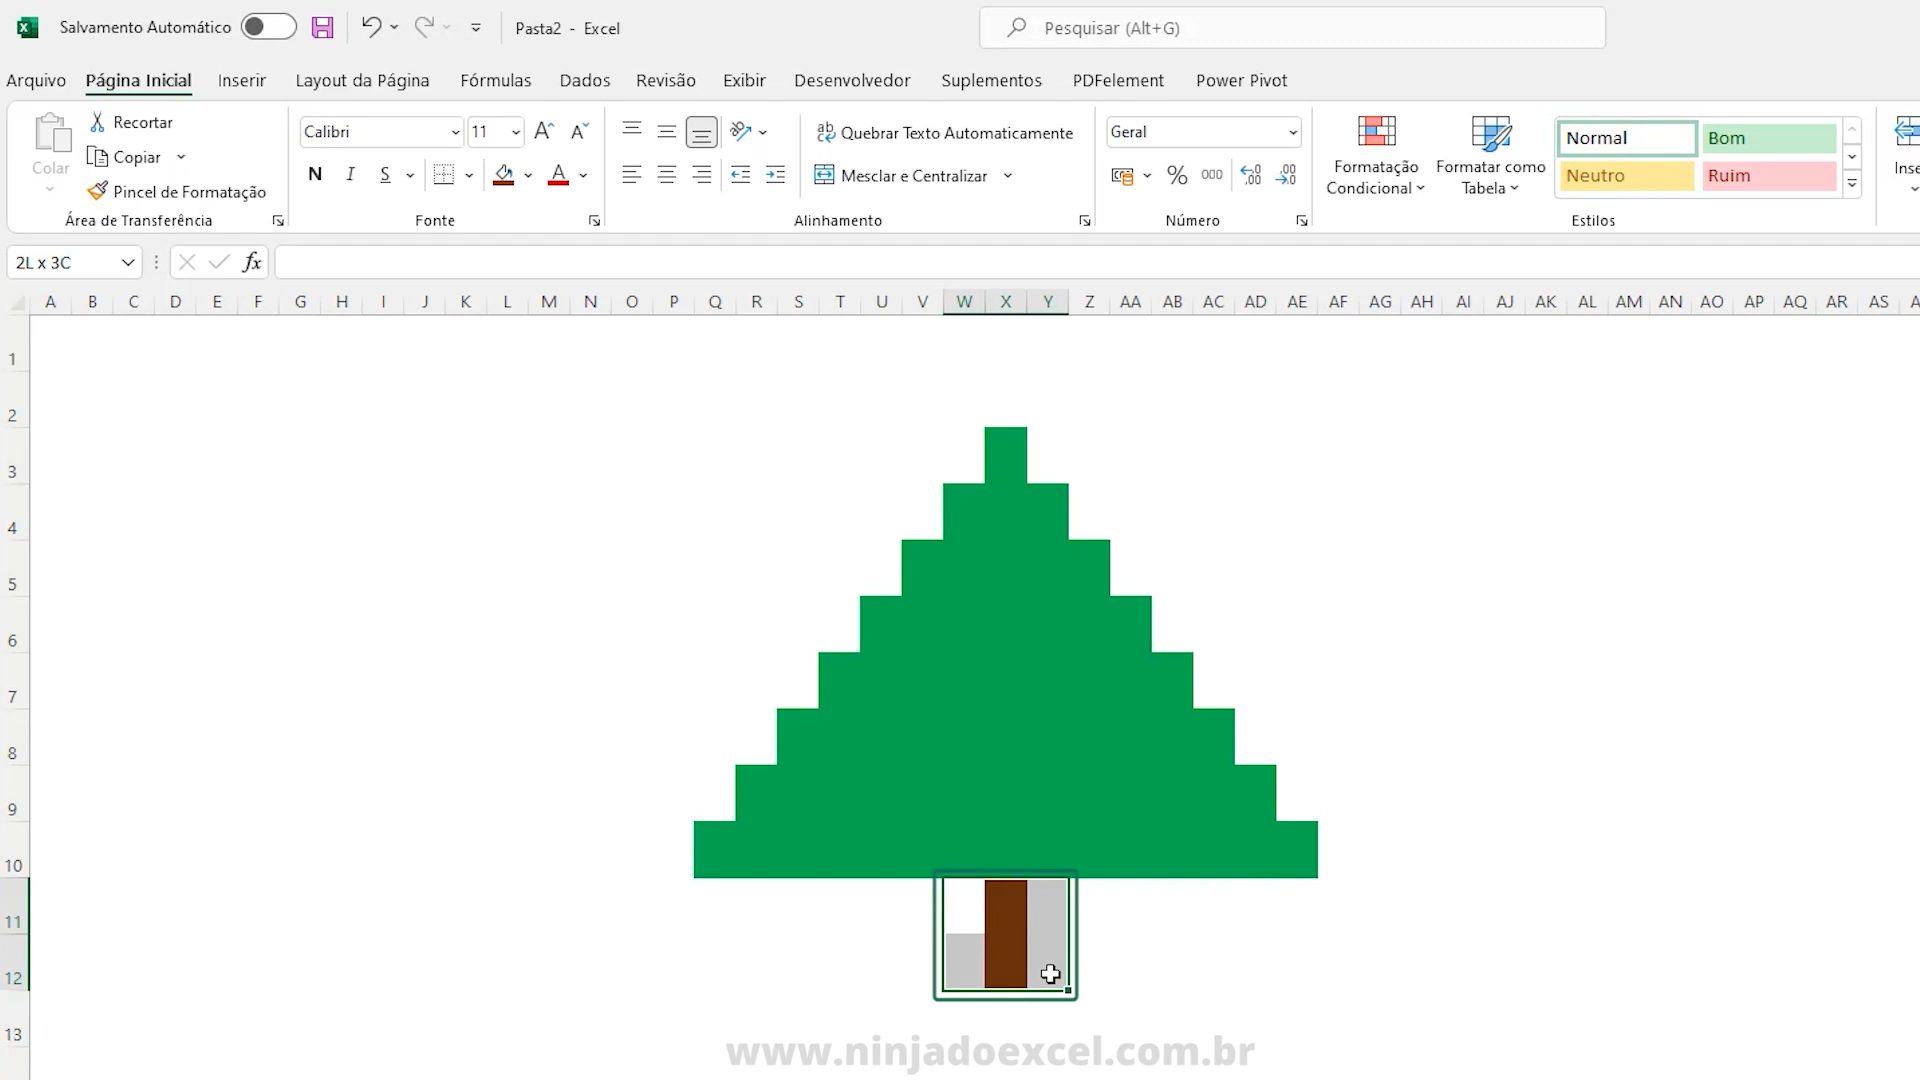 Salvamento Automático
Pasta2 - Excel
Pesquisar (Alt+G)
Arquivo Página Inicial Inserir Layout da Página Fórmulas Dados Revisão Exibir Desenvolvedor Suplementos PDFelement Power Pivot
Colar
Recortar
Copiar
Pincel de Formatação
Área de Transferência
Calibri 11
N I S
Fonte
Quebrar Texto Automaticamente
Mesclar e Centralizar
Alinhamento
Geral
% 000
Número
Formatação
Condicional
Formatar como
Tabela
Normal Bom
Neutro Ruim
Estilos
Inse
2L x 3C
fx
A B C D E F G H I J K L M N O P Q R S T U V W X Y Z AA AB AC AD AE AF AG AH AI AJ AK AL AM AN AO AP AQ AR AS
1
2
3
4
5
6
7
8
9
10
11
12
13
www.ninjadoexcel.com.br